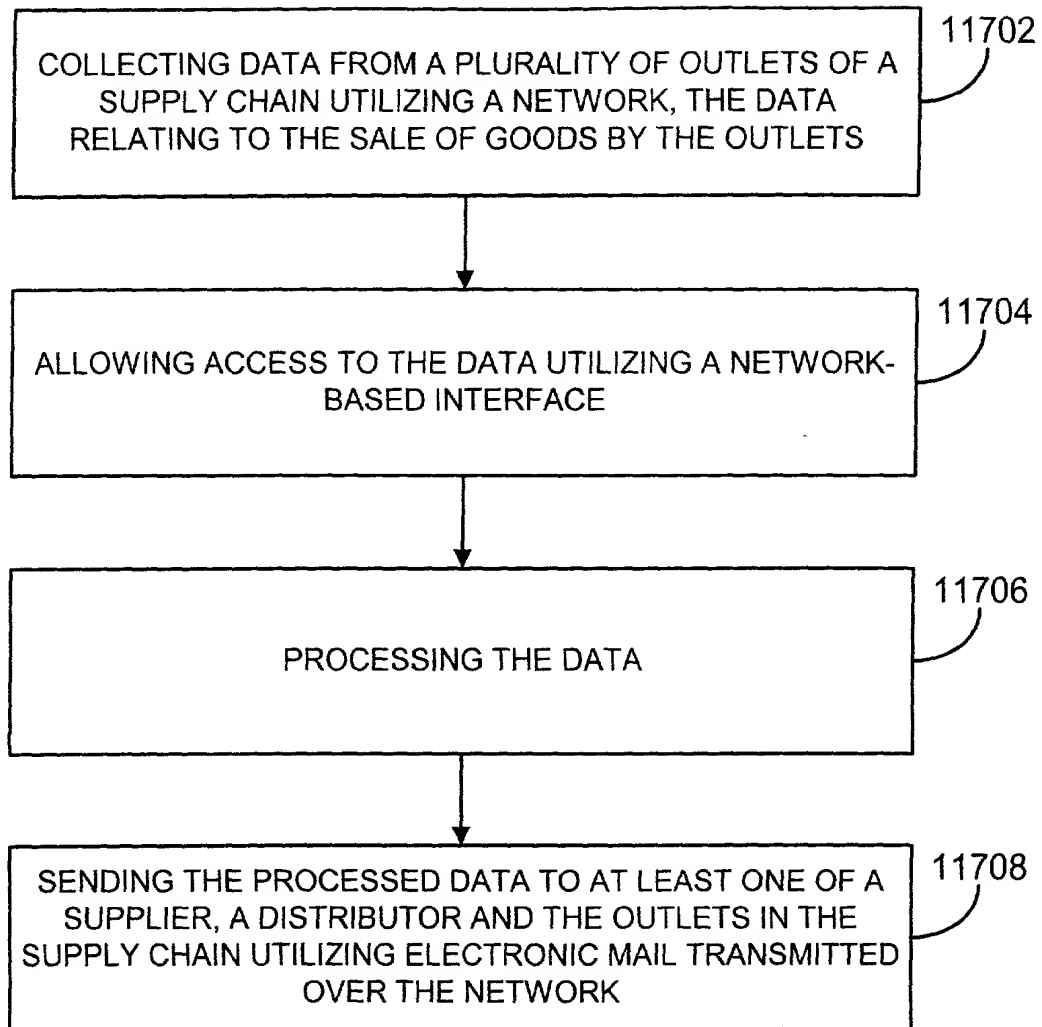 11702
COLLECTING DATA FROM A PLURALITY OF OUTLETS OF A
SUPPLY CHAIN UTILIZING A NETWORK, THE DATA
RELATING TO THE SALE OF GOODS BY THE OUTLETS
11704
ALLOWING ACCESS TO THE DATA UTILIZING A NETWORK-
BASED INTERFACE
11706
PROCESSING THE DATA
11708
SENDING THE PROCESSED DATA TO AT LEAST ONE OF A
SUPPLIER, A DISTRIBUTOR AND THE OUTLETS IN THE
SUPPLY CHAIN UTILIZING ELECTRONIC MAIL TRANSMITTED
OVER THE NETWORK